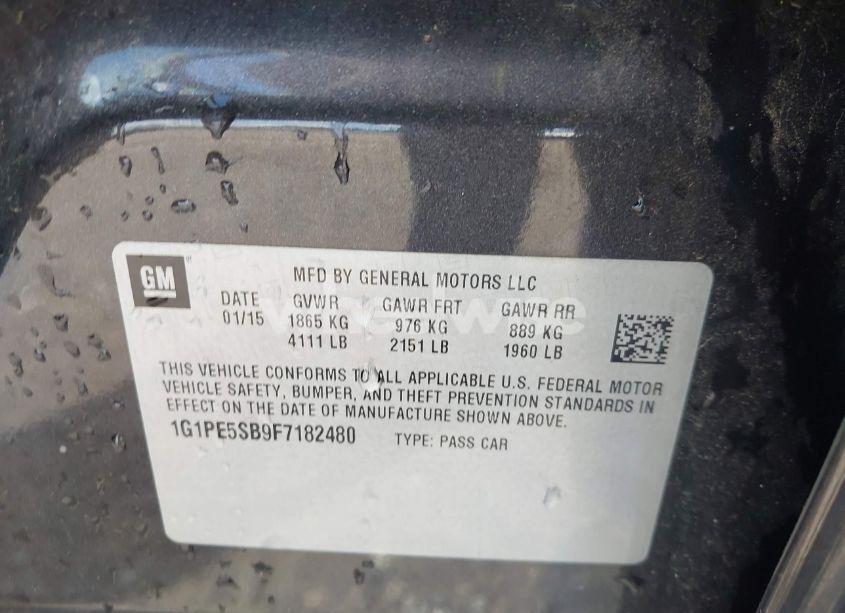 GM
MFD BY GENERAL MOTORS LLC
DATE GVWR GAWR FRT GAWR RR
01/15 1865 KG 976 KG 889 KG
4111 LB 2151 LB 1960 LB
THIS VEHICLE CONFORMS TO ALL APPLICABLE U.S. FEDERAL MOTOR
VEHICLE SAFETY, BUMPER, AND THEFT PREVENTION STANDARDS IN
EFFECT ON THE DATE OF MANUFACTURE SHOWN ABOVE.
1G1PE5SB9F7182480 TYPE: PASS CAR